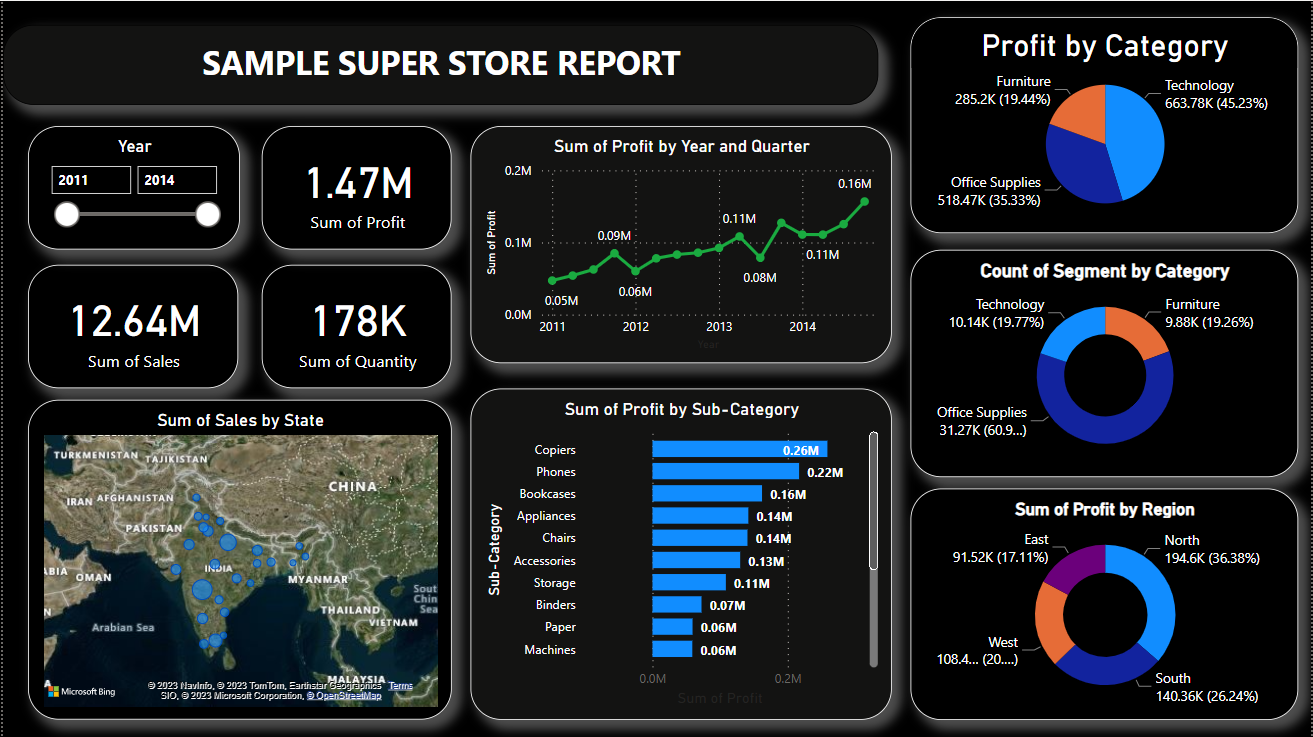 SAMPLE SUPER STORE REPORT
Year
2011
2014
1.47M
Sum of Profit
12.64M
Sum of Sales
178K
Sum of Quantity
Sum of Sales by State
TURKMENISTAN
TAJIKISTAN
CHINA
IRAN
AFGHANISTAN
PAKISTAN
INDIA
OMAN
MYANMAR
THAILAND
VIETNAM
Arabian Sea
MALAYSIA
Microsoft Bing
© 2023 NavInfo, © 2023 TomTom, Earthstar Geographics
SIO, © 2023 Microsoft Corporation, © OpenStreetMap
Terms
Sum of Profit by Year and Quarter
Sum of Profit
0.2M
0.1M
0.0M
0.05M
0.09M
0.06M
0.11M
0.08M
0.11M
0.16M
2011
2012
2013
2014
Year
Sum of Profit by Sub-Category
Sub-Category
Copiers 0.26M
Phones 0.22M
Bookcases 0.16M
Appliances 0.14M
Chairs 0.14M
Accessories 0.13M
Storage 0.11M
Binders 0.07M
Paper 0.06M
Machines 0.06M
0.0M
0.2M
Sum of Profit
Profit by Category
Furniture
285.2K (19.44%)
Technology
663.78K (45.23%)
Office Supplies
518.47K (35.33%)
Count of Segment by Category
Technology
10.14K (19.77%)
Furniture
9.88K (19.26%)
Office Supplies
31.27K (60.9...)
Sum of Profit by Region
East
91.52K (17.11%)
North
194.6K (36.38%)
West
108.4... (20....)
South
140.36K (26.24%)